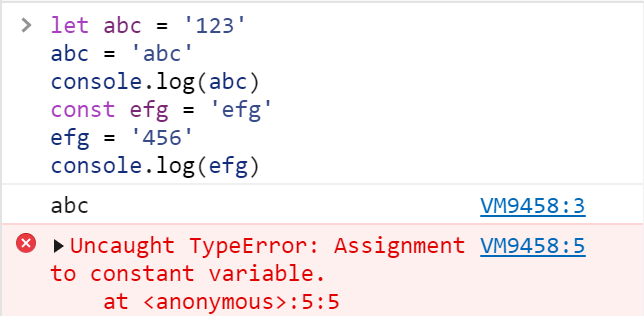 let abc = '123'
abc = 'abc'
console.log(abc)
const efg = 'efg'
efg = '456'
console.log(efg)
abc VM9458:3
Uncaught TypeError: Assignment VM9458:5
to constant variable.
    at <anonymous>:5:5